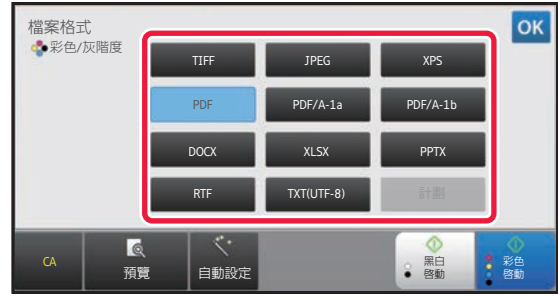 檔案格式
OK
彩色/灰階度
TIFF
JPEG
XPS
PDF
PDF/A-1a
PDF/A-1b
DOCX
XLSX
PPTX
RTF
TXT(UTF-8)
計劃
CA
預覽
自動設定
黑白
啓動
彩色
啓動